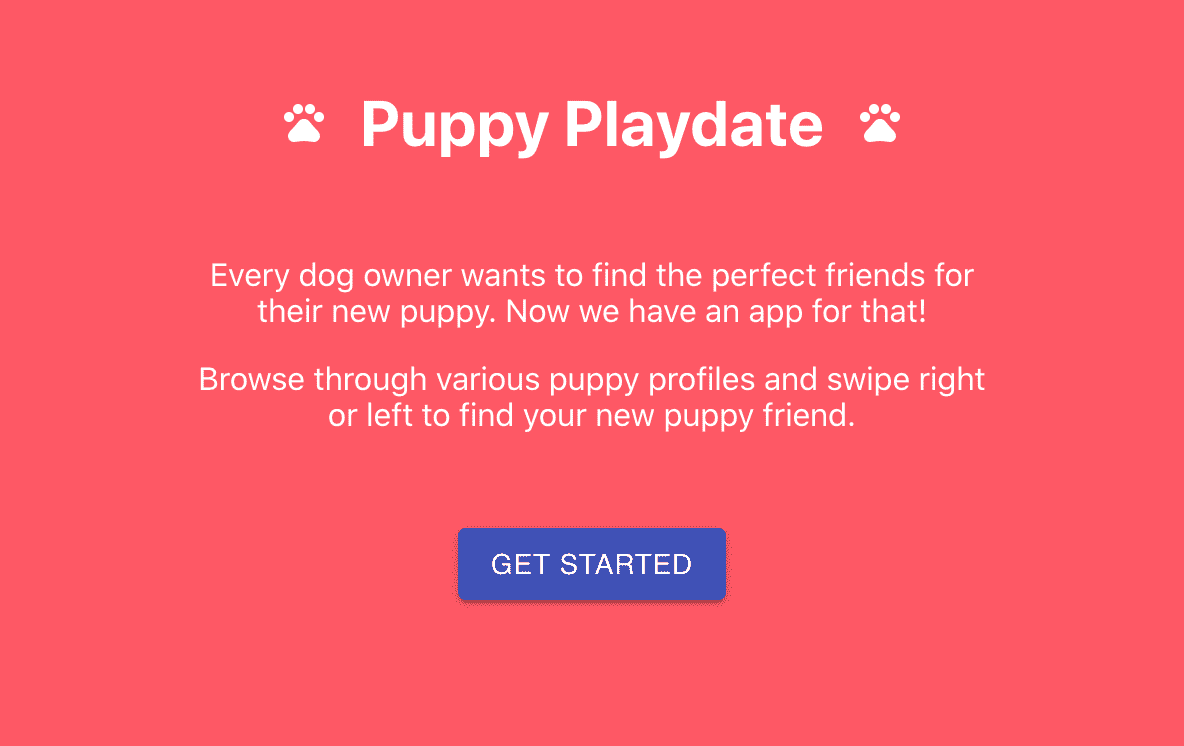 Puppy Playdate
Every dog owner wants to find the perfect friends for
their new puppy. Now we have an app for that!
Browse through various puppy profiles and swipe right
or left to find your new puppy friend.
GET STARTED